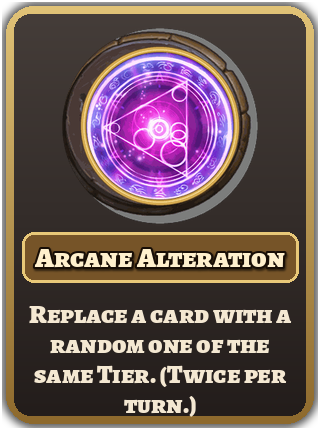 Arcane Alteration
Replace a card with a
random one of the
same Tier. (Twice per
turn.)